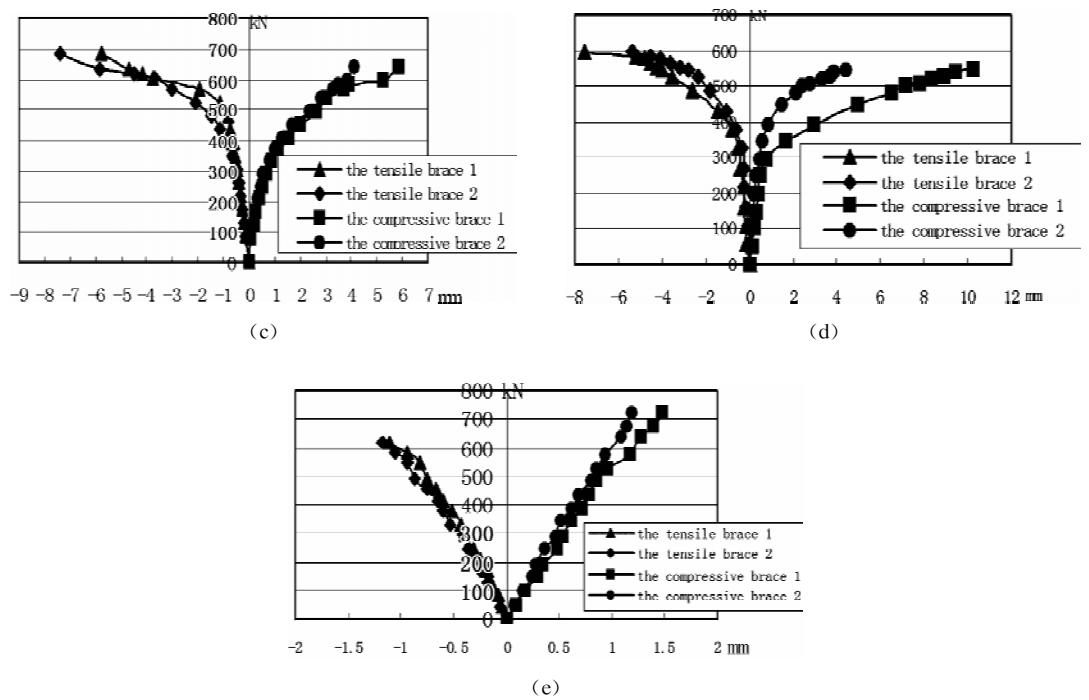 kN
800
700
600
500
400
300
200
100
0
-9 -8 -7 -6 -5 -4 -3 -2 -1 0 1 2 3 4 5 6 7 mm
the tensile brace 1
the tensile brace 2
the compressive brace 1
the compressive brace 2
(c)
kN
700
600
500
400
300
200
100
0
-8 -6 -4 -2 0 2 4 6 8 10 12 mm
the tensile brace 1
the tensile brace 2
the compressive brace 1
the compressive brace 2
(d)
800 kN
700
600
500
400
300
200
100
0
-2 -1.5 -1 -0.5 0 0.5 1 1.5 2 mm
the tensile brace 1
the tensile brace 2
the compressive brace 1
the compressive brace 2
(e)